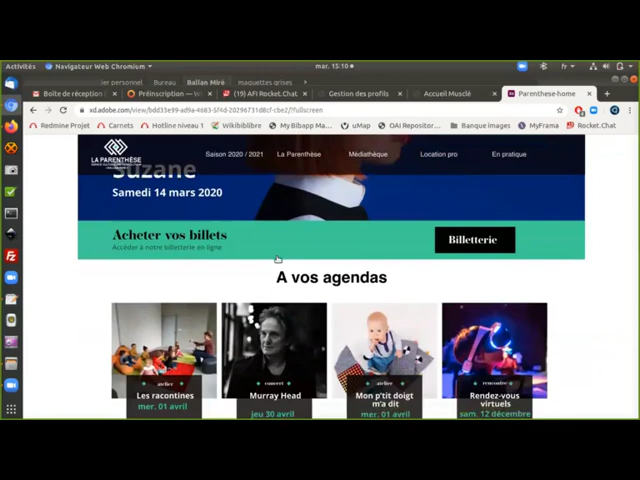 Activités
Navigateur Web Chromium
mar. 15:10
fr
ier personnel
Bureau
Ballan Miré
maquettes grises
Boîte de réception
Préinscription — W
(19) AFI Rocket.Chat
Gestion des profils
Accueil Musclé
Parenthese-home
xd.adobe.com/view/bdd33e99-ad9a-4683-5f4d-20296731d8cf-cbe2/?fullscreen
Redmine Projet
Carnets
Hotline niveau 1
Wikibiblibre
My Bibapp Ma...
uMap
OAI Repositor...
Banque images
MyFrama
Rocket.Chat
LA PARENTHÈSE
Saison 2020 / 2021
La Parenthèse
Médiathèque
Location pro
En pratique
Suzane
Samedi 14 mars 2020
Acheter vos billets
Accéder à notre billetterie en ligne
Billetterie
A vos agendas
atelier
Les racontines
mer. 01 avril
concert
Murray Head
jeu 30 avril
atelier
Mon p'tit doigt
m'a dit
mer. 01 avril
rencontre
Rendez-vous
virtuels
sam. 12 décembre